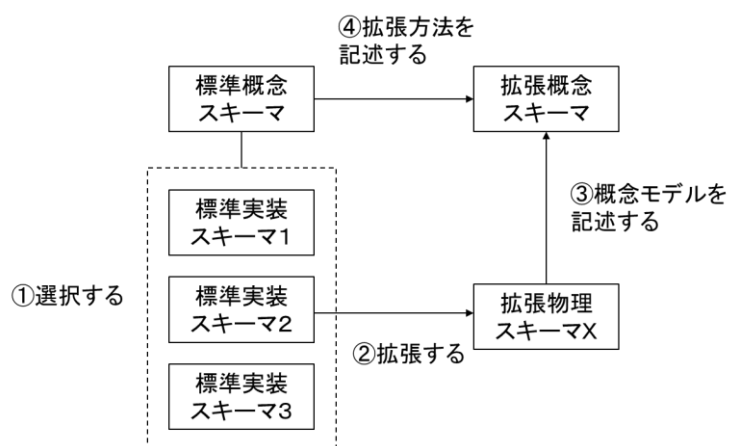 ④拡張方法を
記述する
標準概念
スキーマ
拡張概念
スキーマ
標準実装
スキーマ1
③概念モデルを
記述する
①選択する
標準実装
スキーマ2
拡張物理
スキーマX
②拡張する
標準実装
スキーマ3